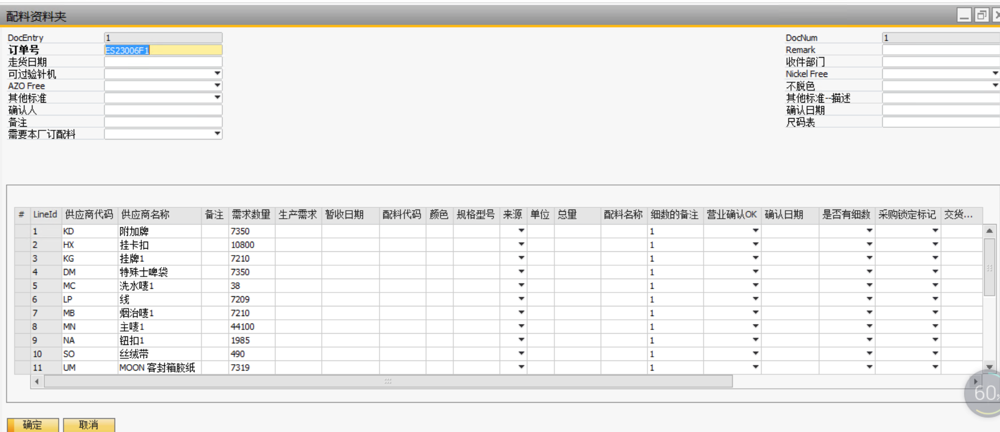 配料资料夹
DocEntry 1 DocNum 1
订单号 ES23006F1 Remark
走货日期 收件部门
可过验针机 Nickel Free
AZO Free 不脱色
其他标准 其他标准--描述
确认人 确认日期
备注 尺码表
需要本厂订配料
# LineId 供应商代码 供应商名称 备注 需求数量 生产需求 暂收日期 配料代码 颜色 规格型号 来源 单位 总量 配料名称 细数的备注 营业确认OK 确认日期 是否有细数 采购锁定标记 交货...
1 KD 附加牌 7350 1
2 HX 挂卡扣 10800 1
3 KG 挂牌1 7210 1
4 DM 特殊士啤袋 7350 1
5 MC 洗水唛1 38 1
6 LP 线 7209 1
7 MB 烟治唛1 7210 1
8 MN 主唛1 44100 1
9 NA 钮扣1 1985 1
10 SO 丝绒带 490 1
11 UM MOON 客封箱胶纸 7319 1
60
确定 取消